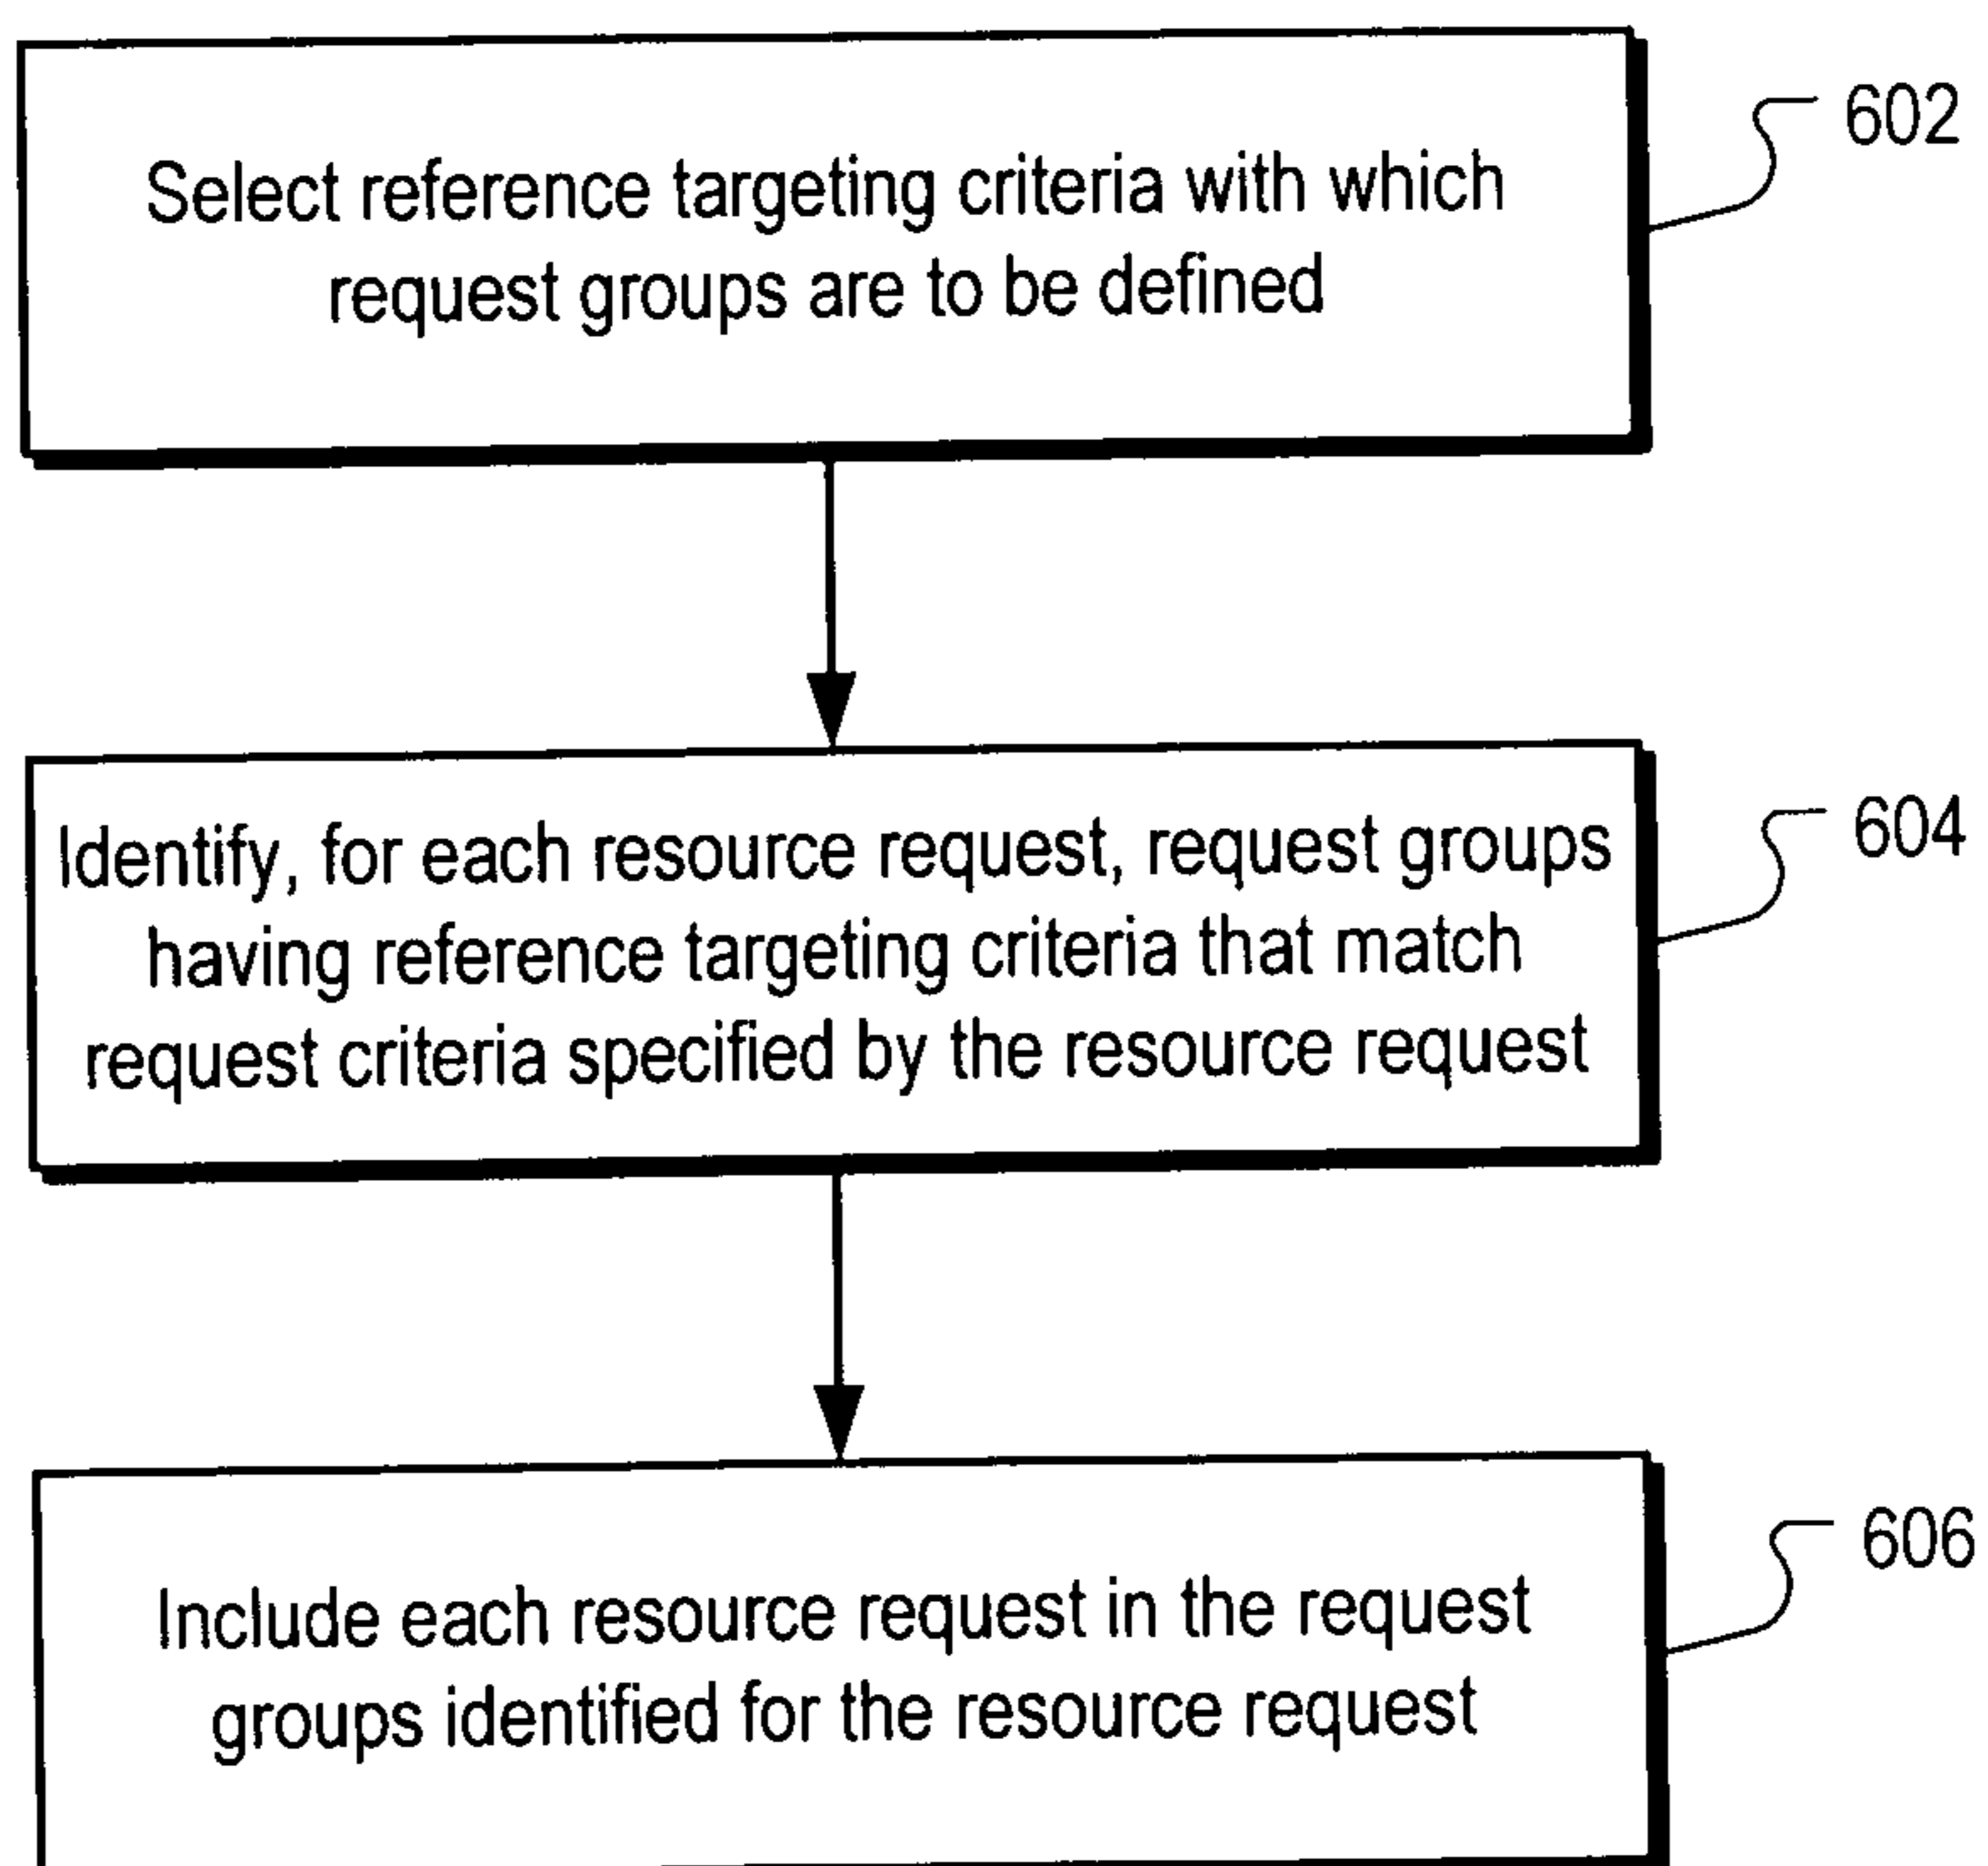 Select reference targeting criteria with which
request groups are to be defined
602
Identify, for each resource request, request groups
having reference targeting criteria that match
request criteria specified by the resource request
604
Include each resource request in the request
groups identified for the resource request
606